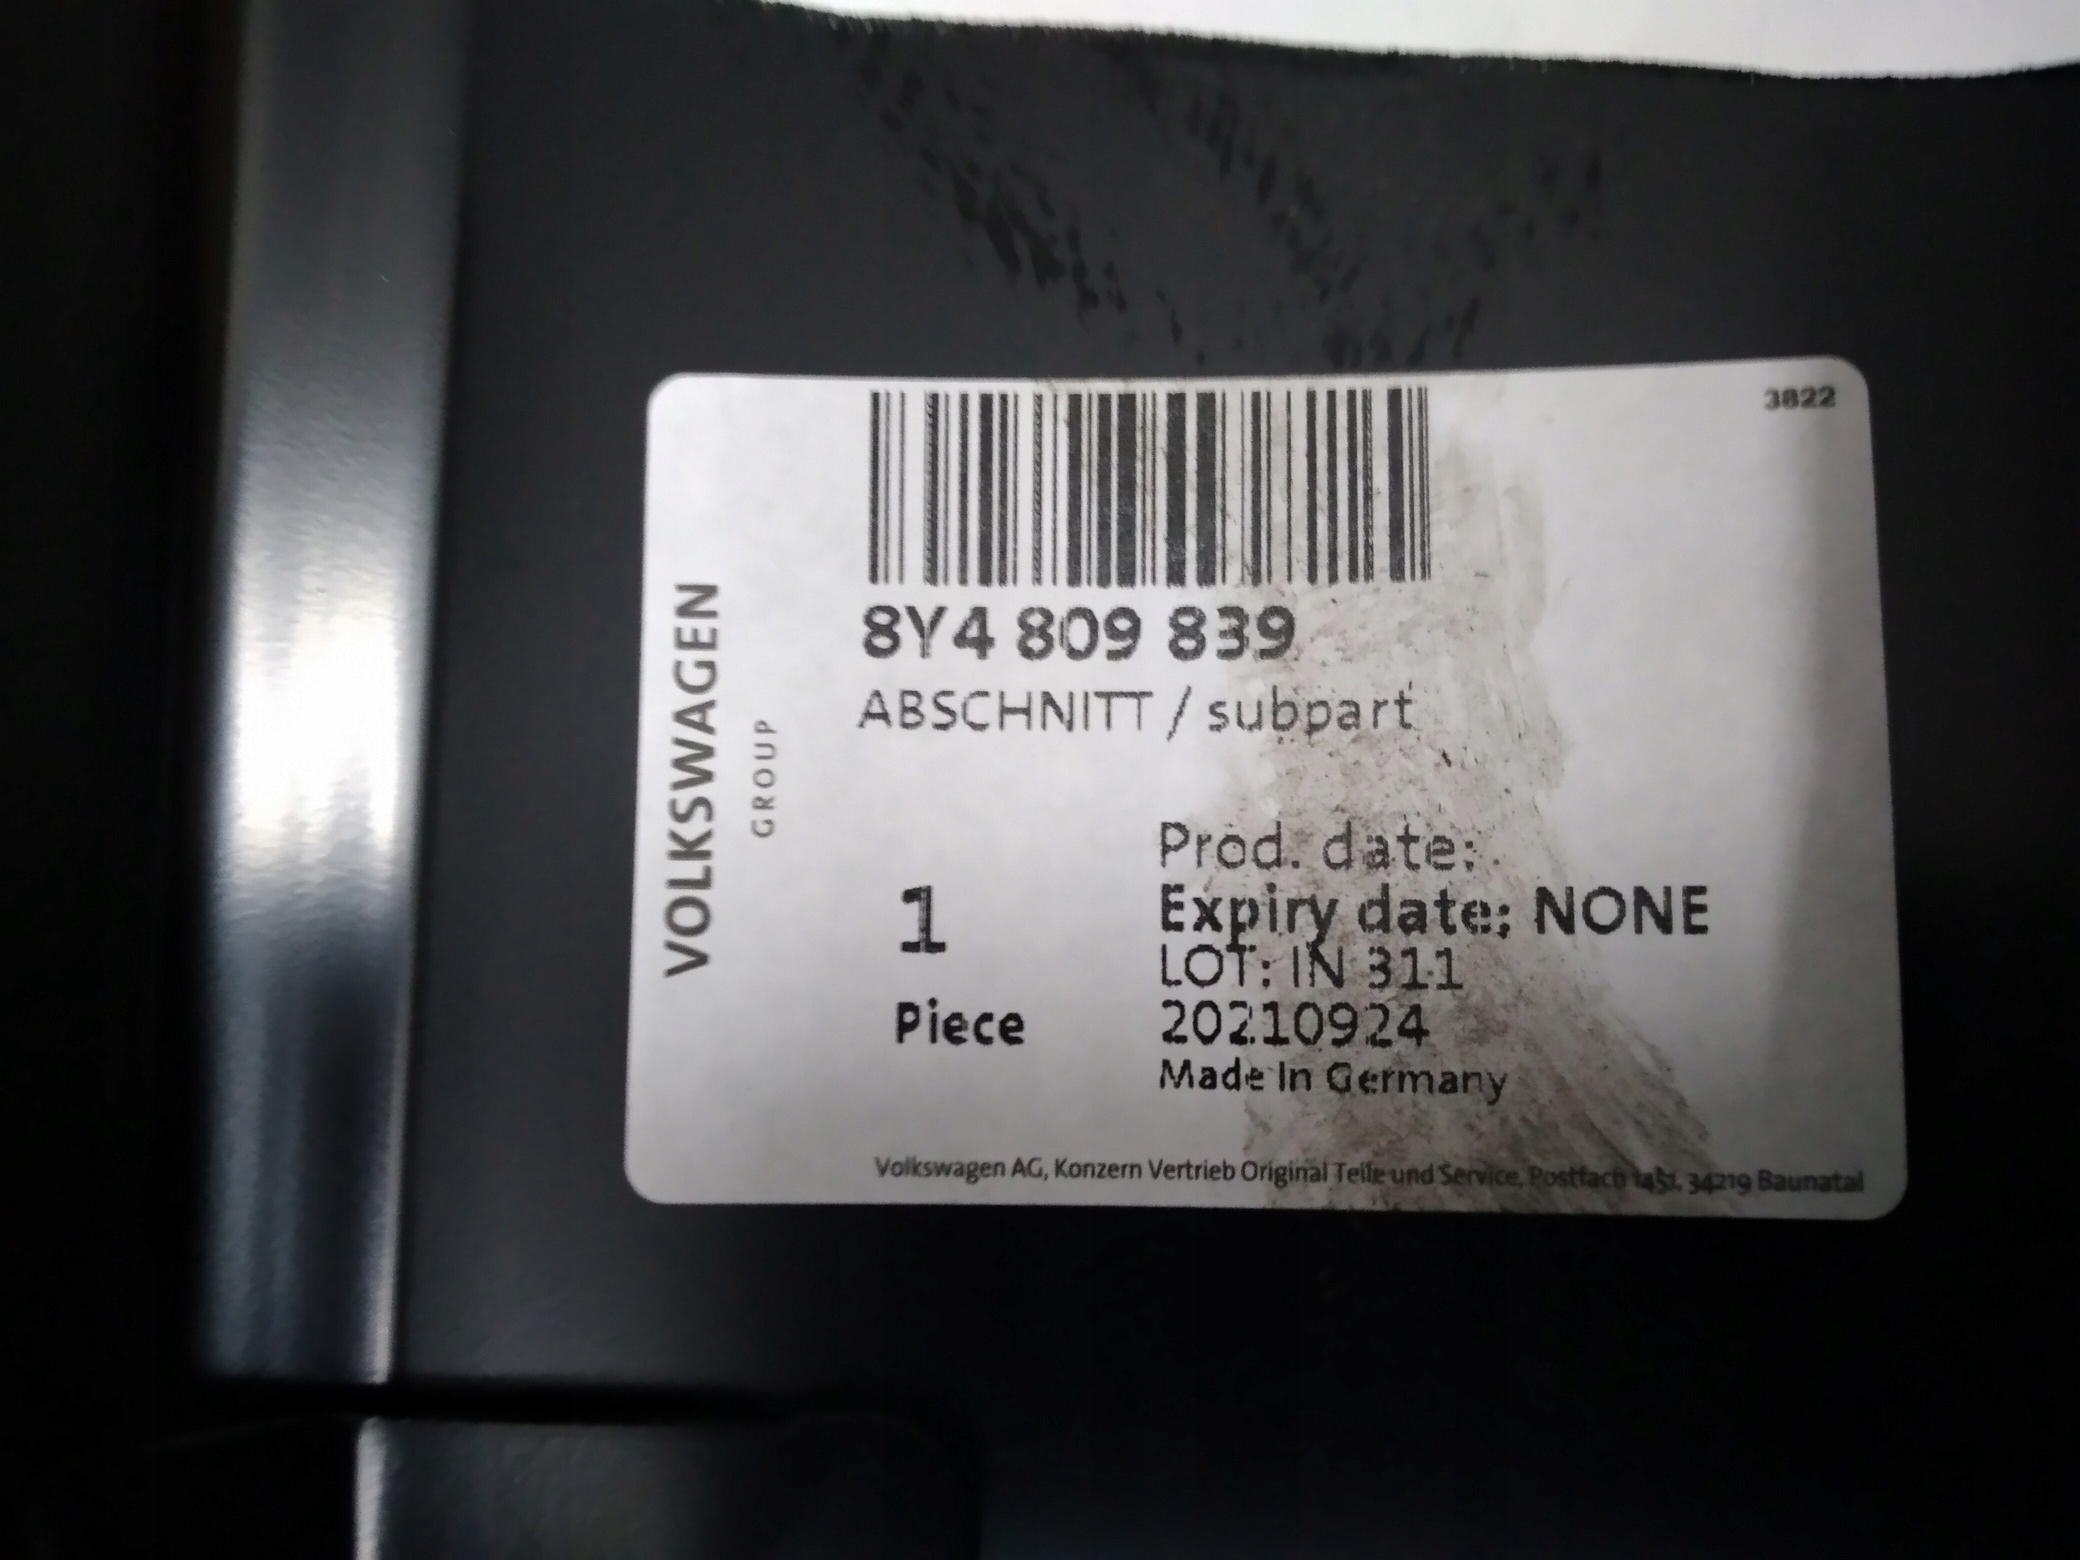 3822
8Y4 809 839
ABSCHNITT / subpart
VOLKSWAGEN
GROUP
Prod. date:
1
Expiry date: NONE
LOT: IN 311
Piece
20210924
Made In Germany
Volkswagen AG, Konzern Vertrieb Original Teile und Service, Postfach 1451, 34219 Baunatal